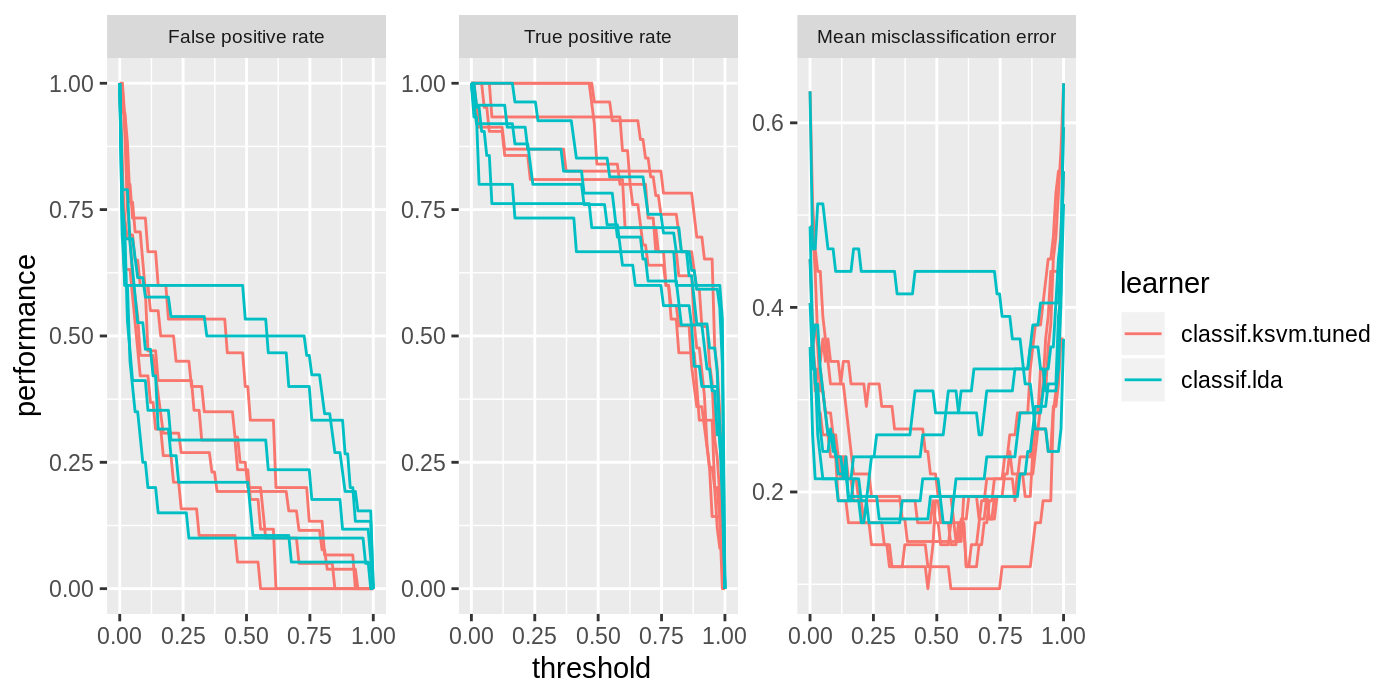 False positive rate
True positive rate
Mean misclassification error
performance
1.00
0.75
0.50
0.25
0.00
1.00
0.75
0.50
0.25
0.00
0.6
0.4
0.2
0.00 0.25 0.50 0.75 1.00
0.00 0.25 0.50 0.75 1.00
0.00 0.25 0.50 0.75 1.00
threshold
learner
classif.ksvm.tuned
classif.lda